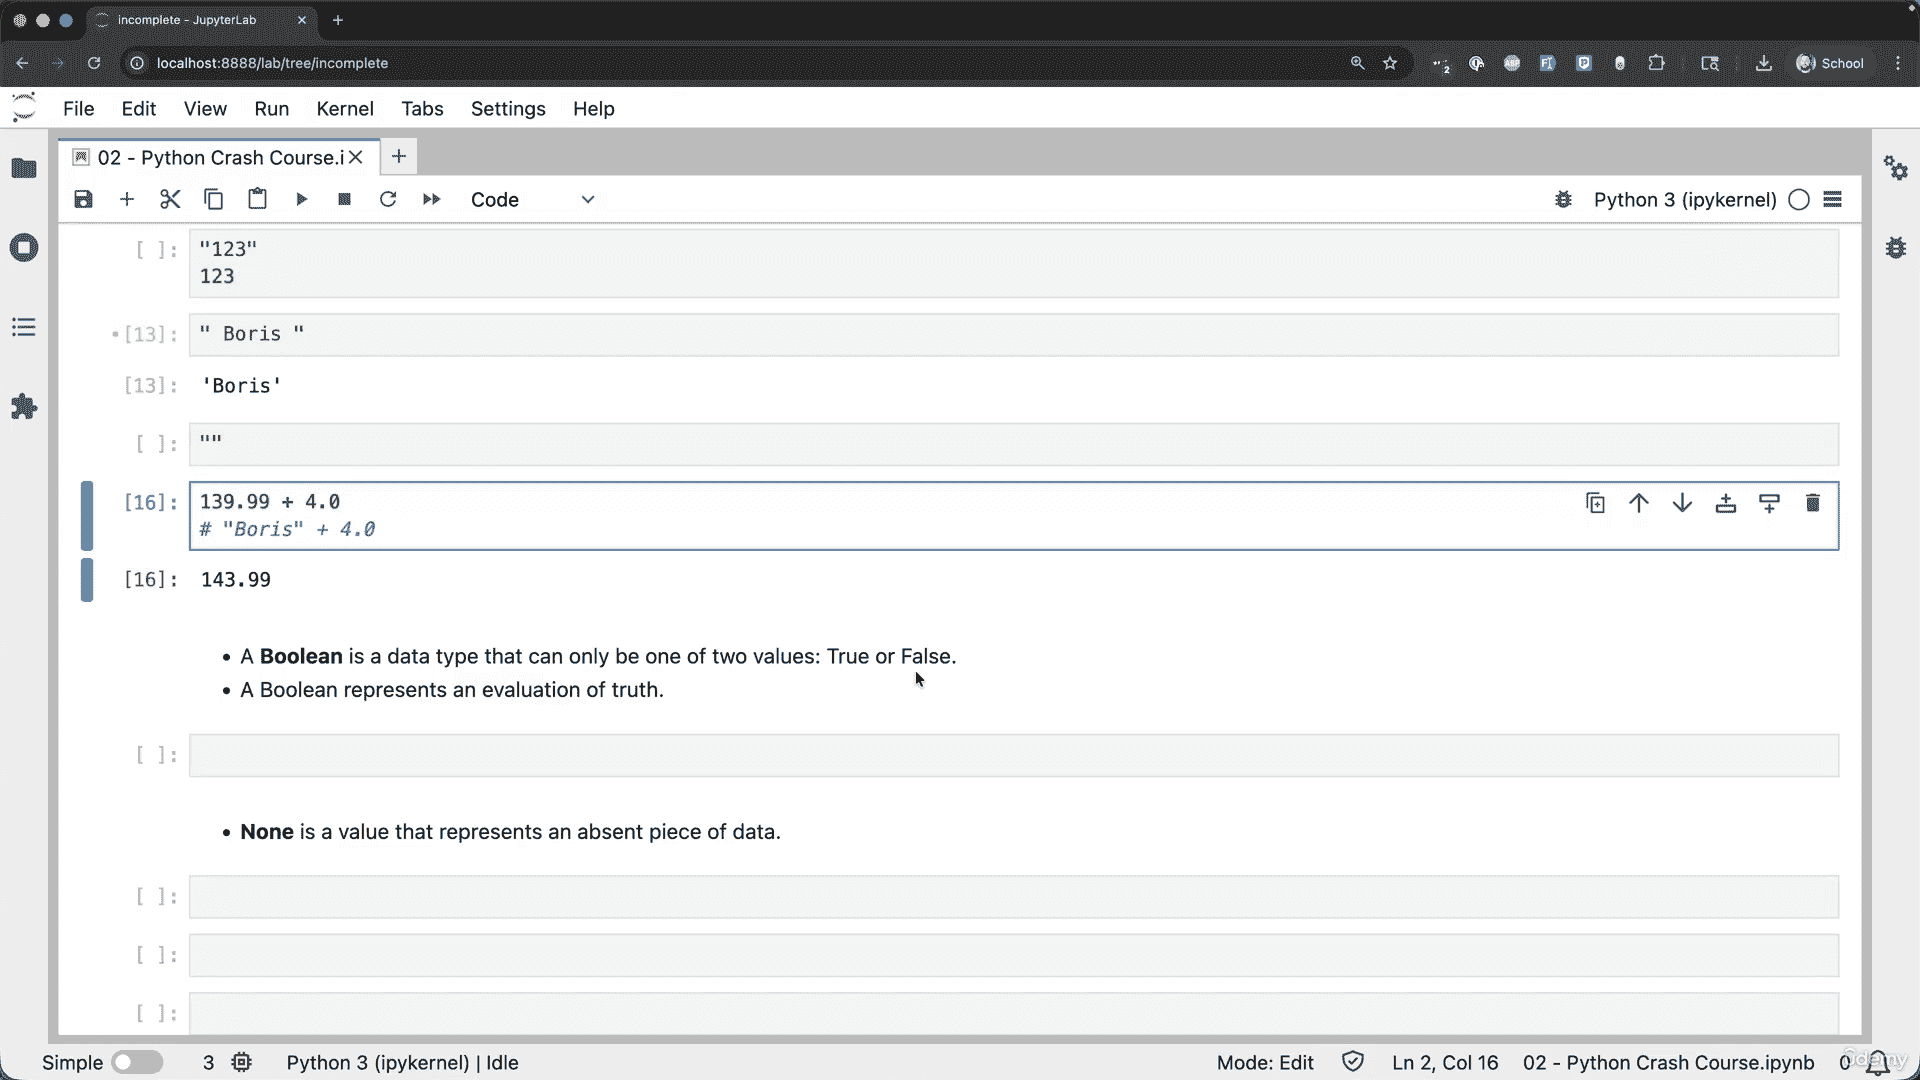 incomplete - JupyterLab
localhost:8888/lab/tree/incomplete
2
ABP
School
File Edit View Run Kernel Tabs Settings Help
02 - Python Crash Course.i
Code
Python 3 (ipykernel)
[ ]: "123"
123
[13]: " Boris "
[13]: 'Boris'
[ ]: ""
[16]: 139.99 + 4.0
# "Boris" + 4.0
[16]: 143.99
• A Boolean is a data type that can only be one of two values: True or False.
• A Boolean represents an evaluation of truth.
[ ]:
• None is a value that represents an absent piece of data.
[ ]:
[ ]:
[ ]:
Simple 3 Python 3 (ipykernel) | Idle Mode: Edit Ln 2, Col 16 02 - Python Crash Course.ipynb 0
Udemy